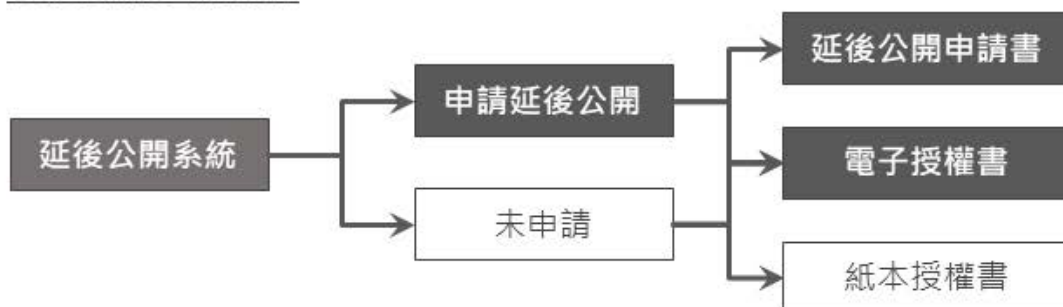 延後公開系統
申請延後公開
未申請
延後公開申請書
電子授權書
紙本授權書